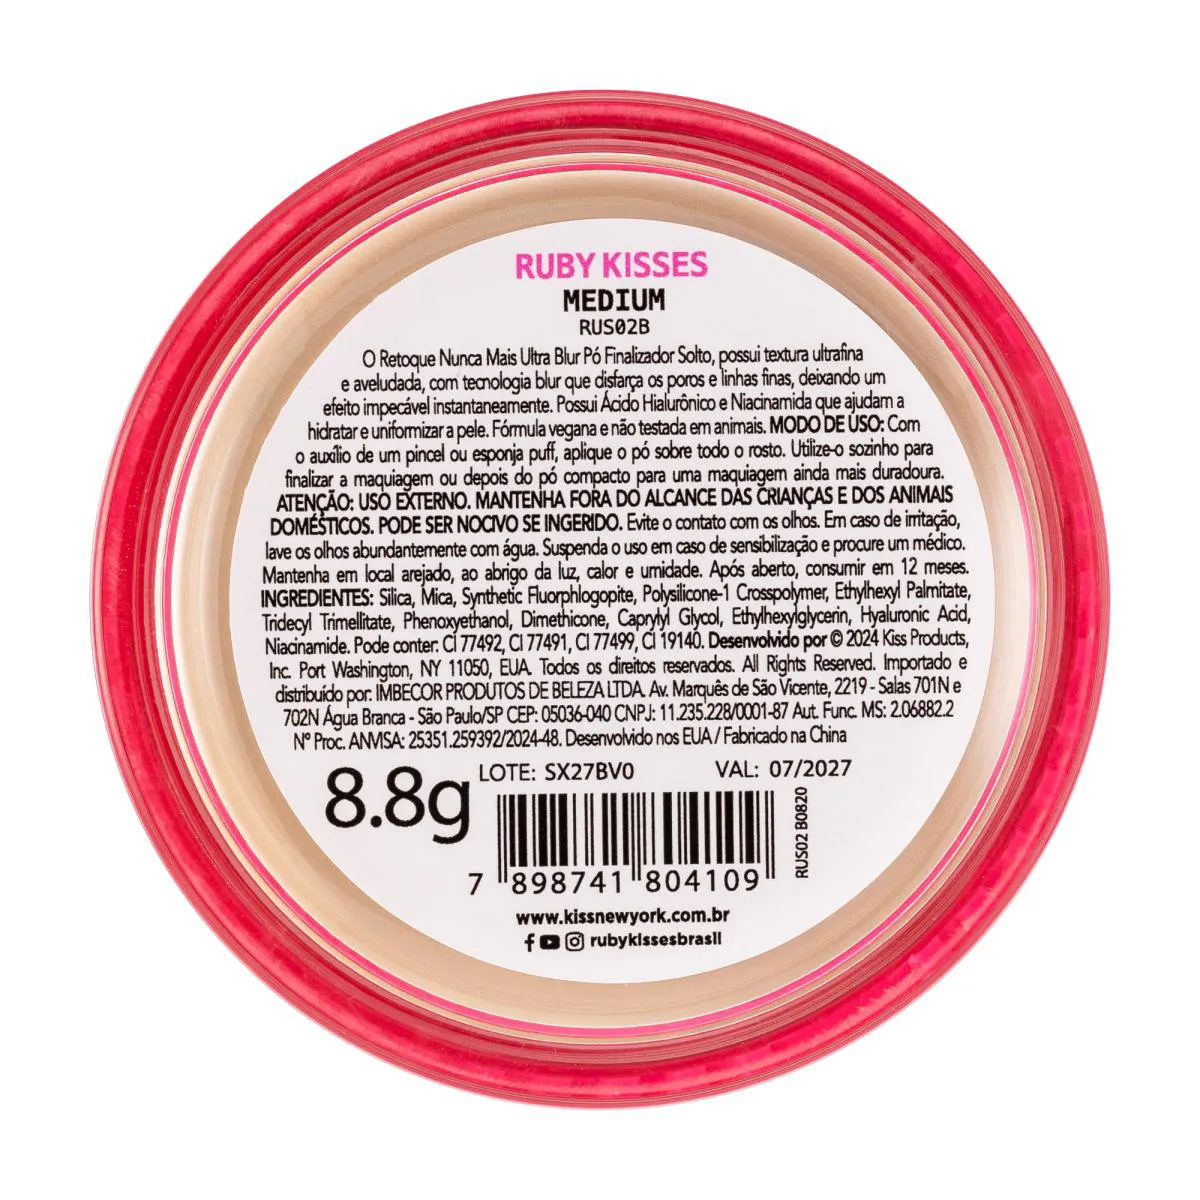 RUBY KISSES
MEDIUM
RUS02B
O Retoque Nunca Mais Ultra Blur Pó Finalizador Solto, possui textura ultrafina
e aveludada, com tecnologia blur que disfarça os poros e linhas finas, deixando um
efeito impecável instantaneamente. Possui Ácido Hialurônico e Niacinamida que ajudam a
hidratar e uniformizar a pele. Fórmula vegana e não testada em animais. MODO DE USO: Com
o auxílio de um pincel ou esponja puff, aplique o pó sobre todo o rosto. Utilize-o sozinho para
finalizar a maquiagem ou depois do pó compacto para uma maquiagem ainda mais duradoura.
ATENÇÃO: USO EXTERNO. MANTENHA FORA DO ALCANCE DAS CRIANÇAS E DOS ANIMAIS
DOMÉSTICOS. PODE SER NOCIVO SE INGERIDO. Evite o contato com os olhos. Em caso de irritação,
lave os olhos abundantemente com água. Suspenda o uso em caso de sensibilização e procure um médico.
Mantenha em local arejado, ao abrigo da luz, calor e umidade. Após aberto, consumir em 12 meses.
INGREDIENTES: Silica, Mica, Synthetic Fluorphlogopite, Polysilicone-1 Crosspolymer, Ethylhexyl Palmitate,
Tridecyl Trimellitate, Phenoxyethanol, Dimethicone, Caprylyl Glycol, Ethylhexylglycerin, Hyaluronic Acid,
Niacinamide. Pode conter: CI 77492, CI 77491, CI 77499, CI 19140. Desenvolvido por © 2024 Kiss Products,
Inc. Port Washington, NY 11050, EUA. Todos os direitos reservados. All Rights Reserved. Importado e
distribuído por: IMBECOR PRODUTOS DE BELEZA LTDA. Av. Marquês de São Vicente, 2219 - Salas 701N e
702N Água Branca - São Paulo/SP CEP: 05036-040 CNPJ: 11.235.228/0001-87 Aut. Func. MS: 2.06882.2
N° Proc. ANVISA: 25351.259392/2024-48. Desenvolvido nos EUA / Fabricado na China
8.8g
LOTE: SX27BV0 VAL: 07/2027
RUS02 B0820
7 898741 804109
www.kissnewyork.com.br
rubykissesbrasil